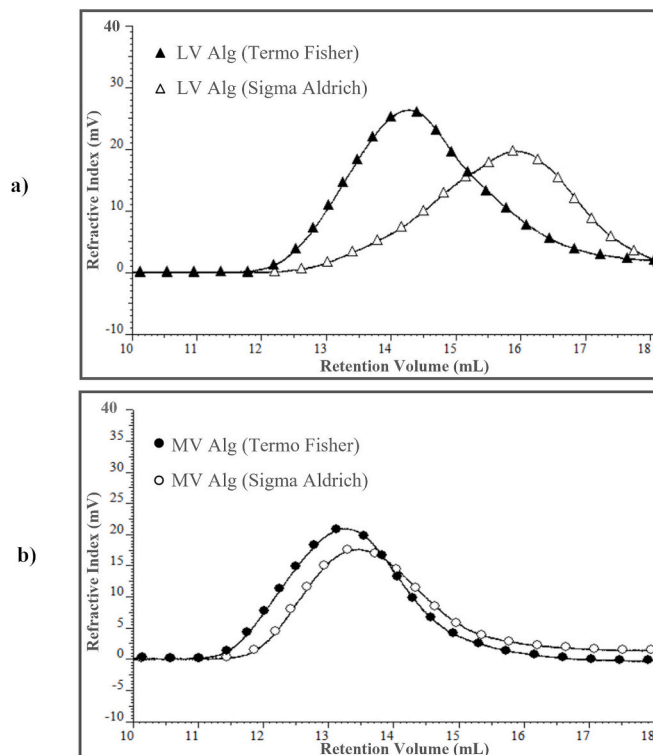 a)
40
30
20
10
0
-10
Refractive Index (mV)
LV Alg (Termo Fisher)
LV Alg (Sigma Aldrich)
10 11 12 13 14 15 16 17 18
Retention Volume (mL)
b)
40
35
30
25
20
15
10
5
0
5
-10
Refractive Index (mV)
MV Alg (Termo Fisher)
MV Alg (Sigma Aldrich)
10 11 12 13 14 15 16 17 18
Retention Volume (mL)